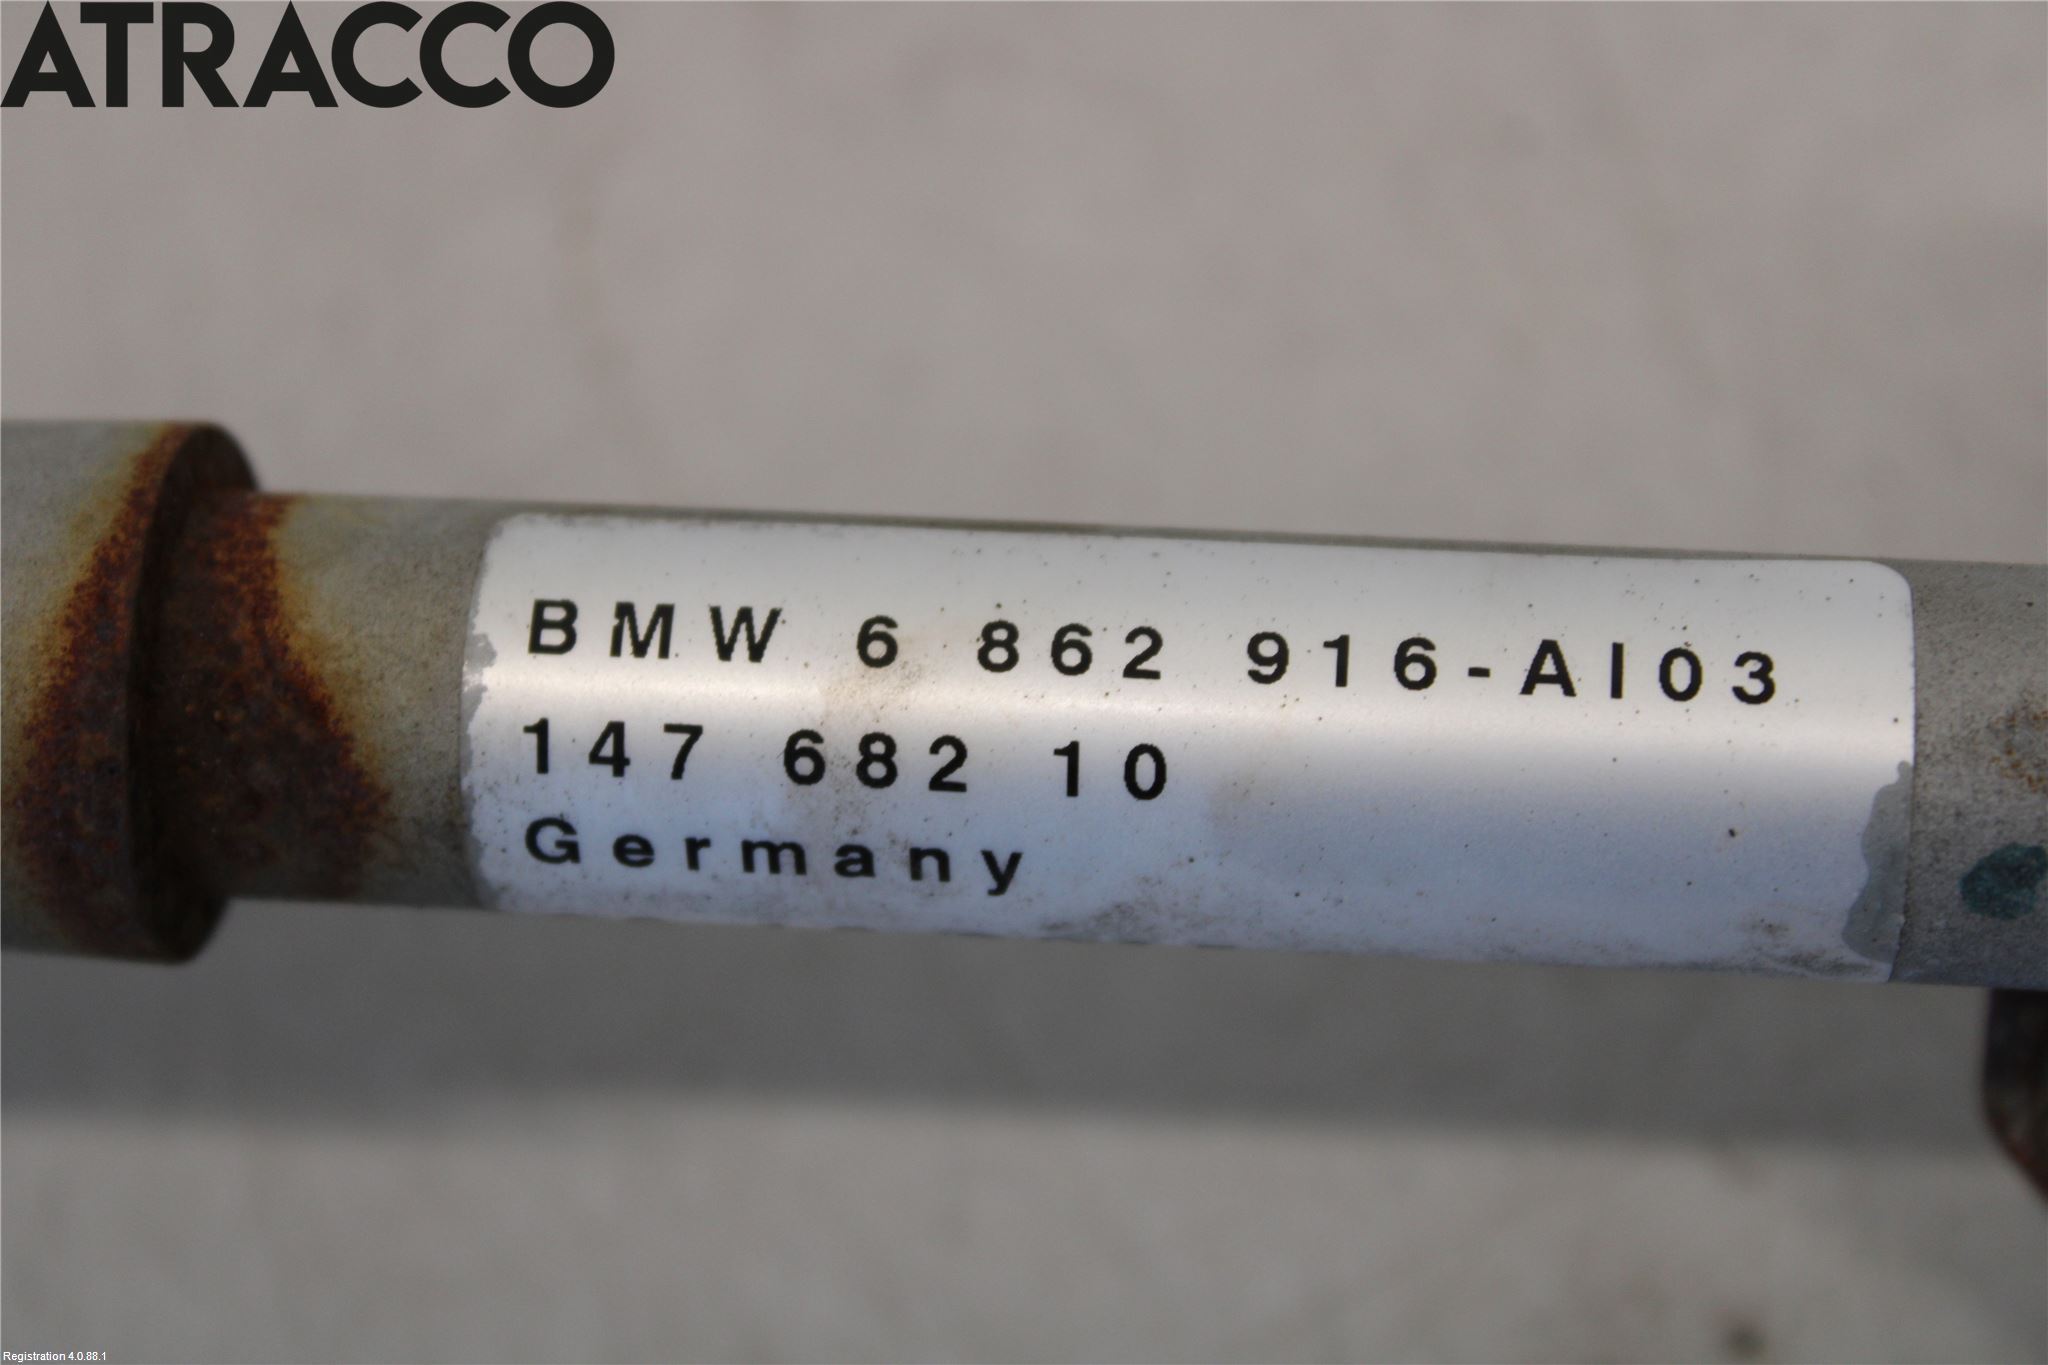 ATRACCO
BMW 6 862 916-AI03
147 682 10
Germany
Registration 4.0.88.1